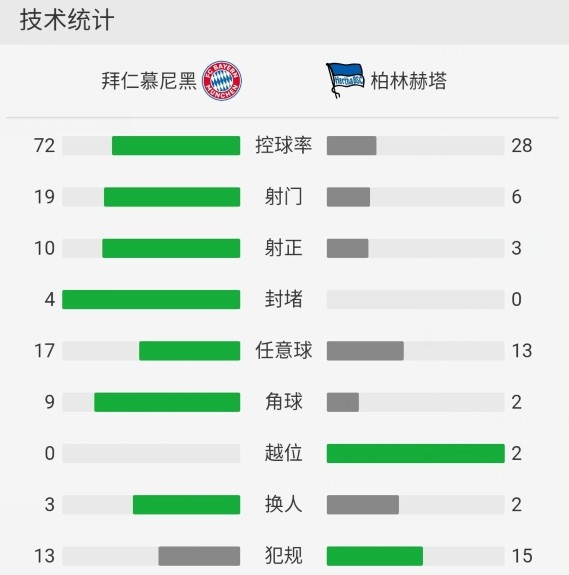 技术统计
拜仁慕尼黑 FC BAYERN MÜNCHEN Hertha BSC 柏林赫塔
72 控球率 28
19 射门 6
10 射正 3
4 封堵 0
17 任意球 13
9 角球 2
0 越位 2
3 换人 2
13 犯规 15